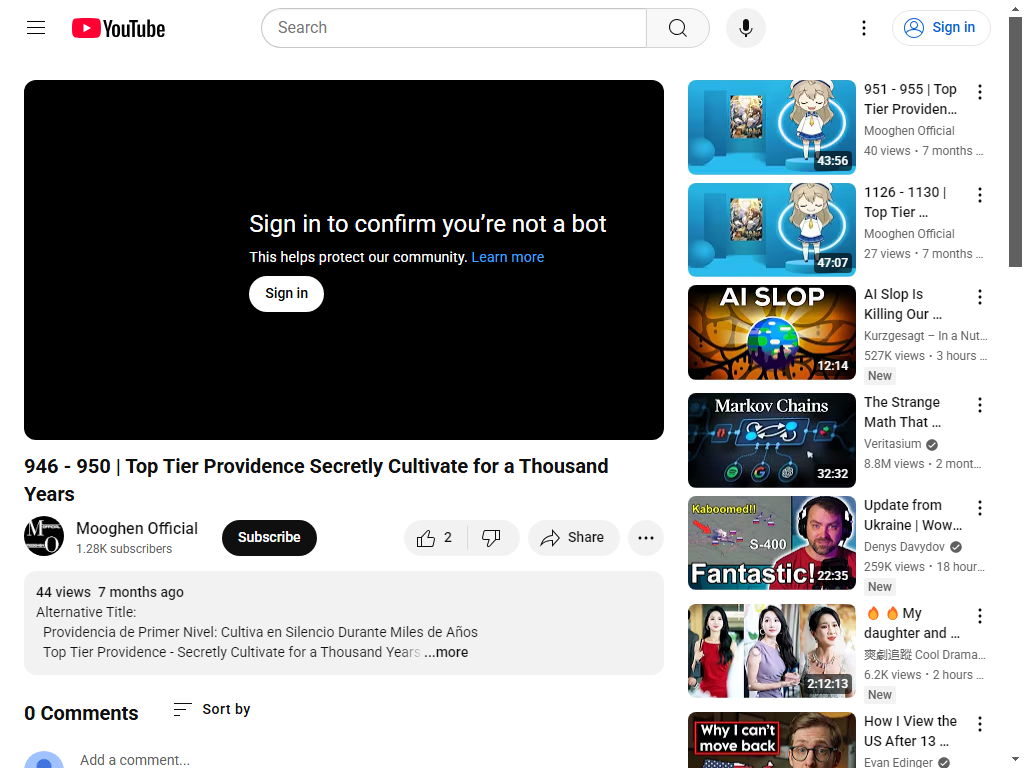 YouTube
Search
Sign in
Sign in to confirm you're not a bot
This helps protect our community. Learn more
Sign in
946 - 950 | Top Tier Providence Secretly Cultivate for a Thousand
Years
Mooghen Official
1.28K subscribers
Subscribe
2
Share
44 views  7 months ago
Alternative Title:
Providencia de Primer Nivel: Cultiva en Silencio Durante Miles de Años
Top Tier Providence - Secretly Cultivate for a Thousand Years ...more
0 Comments
Sort by
Add a comment...
43:56
951 - 955 | Top
Tier Providen...
Mooghen Official
40 views • 7 months ...
47:07
1126 - 1130 |
Top Tier ...
Mooghen Official
27 views • 7 months ...
AI SLOP
12:14
AI Slop Is
Killing Our ...
Kurzgesagt – In a Nut...
527K views • 3 hours ...
New
Markov Chains
32:32
The Strange
Math That ...
Veritasium
8.8M views • 2 mont...
Kaboomed!!
S-400
Fantastic!
22:35
Update from
Ukraine | Wow...
Denys Davydov
259K views • 18 hour...
New
2:12:13
🔥 🔥 My
daughter and ...
爽劇追蹤 Cool Drama...
6.2K views • 2 hours ...
New
Why I can't
move back
How I View the
US After 13 ...
Evan Edinger